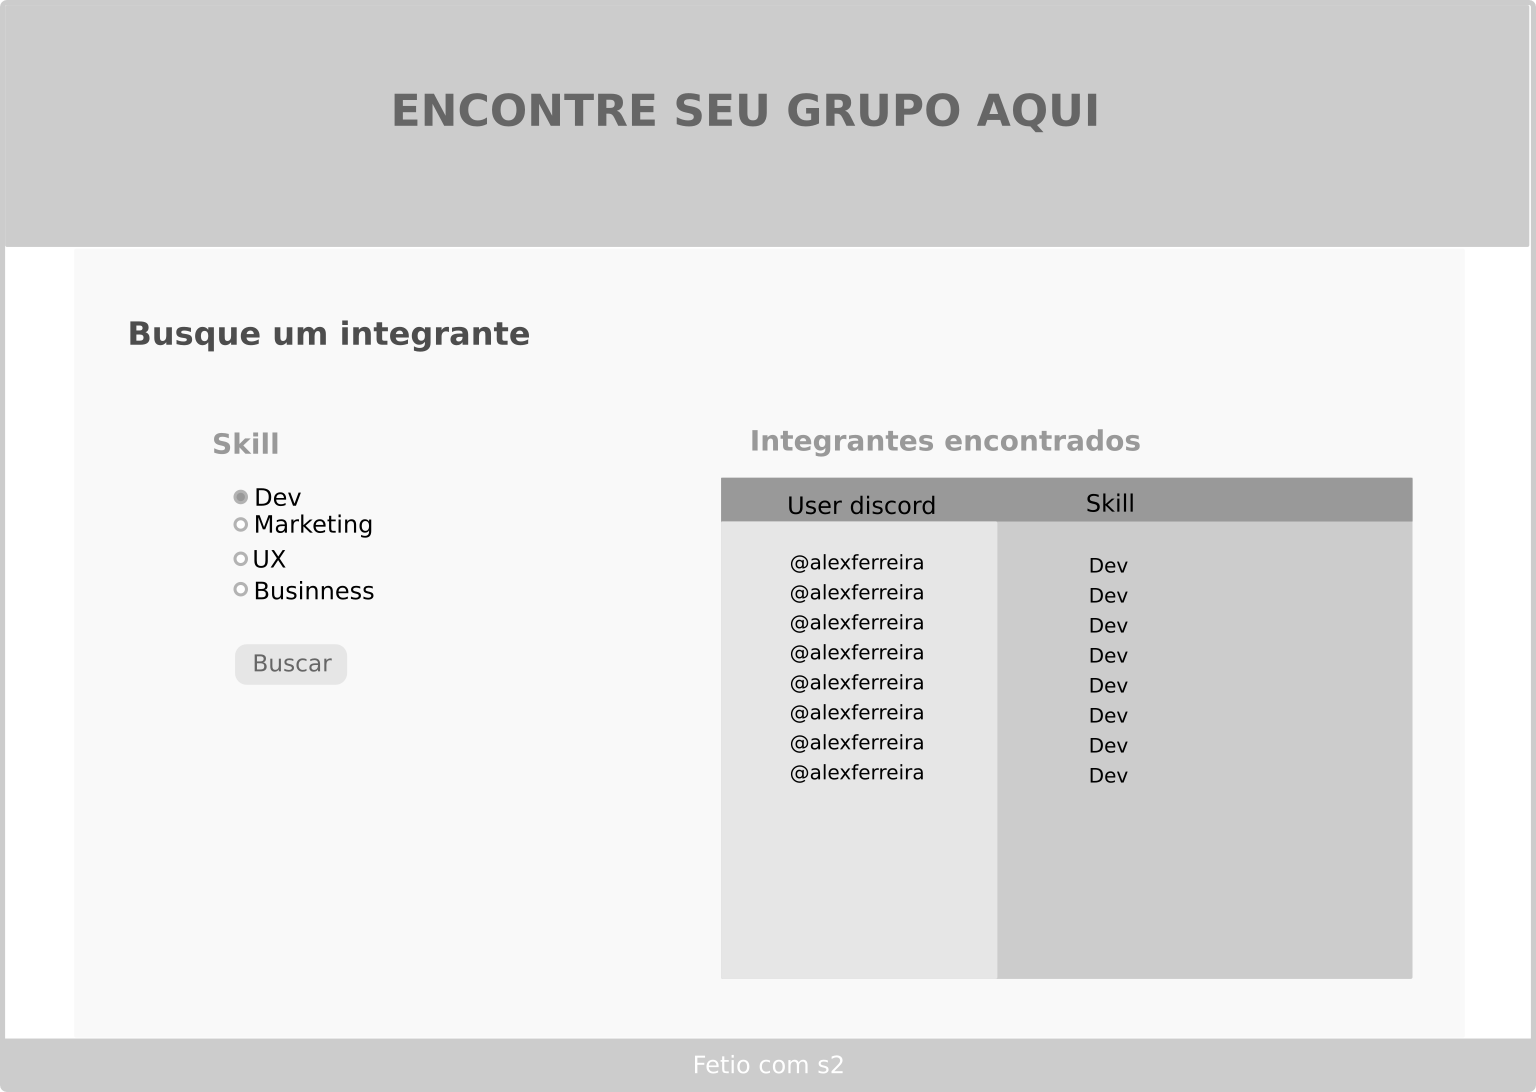 ENCONTRE SEU GRUPO AQUI
Busque um integrante
Skill
Dev
Marketing
UX
Businness
Buscar
Integrantes encontrados
User discord Skill
@alexferreira Dev
@alexferreira Dev
@alexferreira Dev
@alexferreira Dev
@alexferreira Dev
@alexferreira Dev
@alexferreira Dev
@alexferreira Dev
Fetio com s2